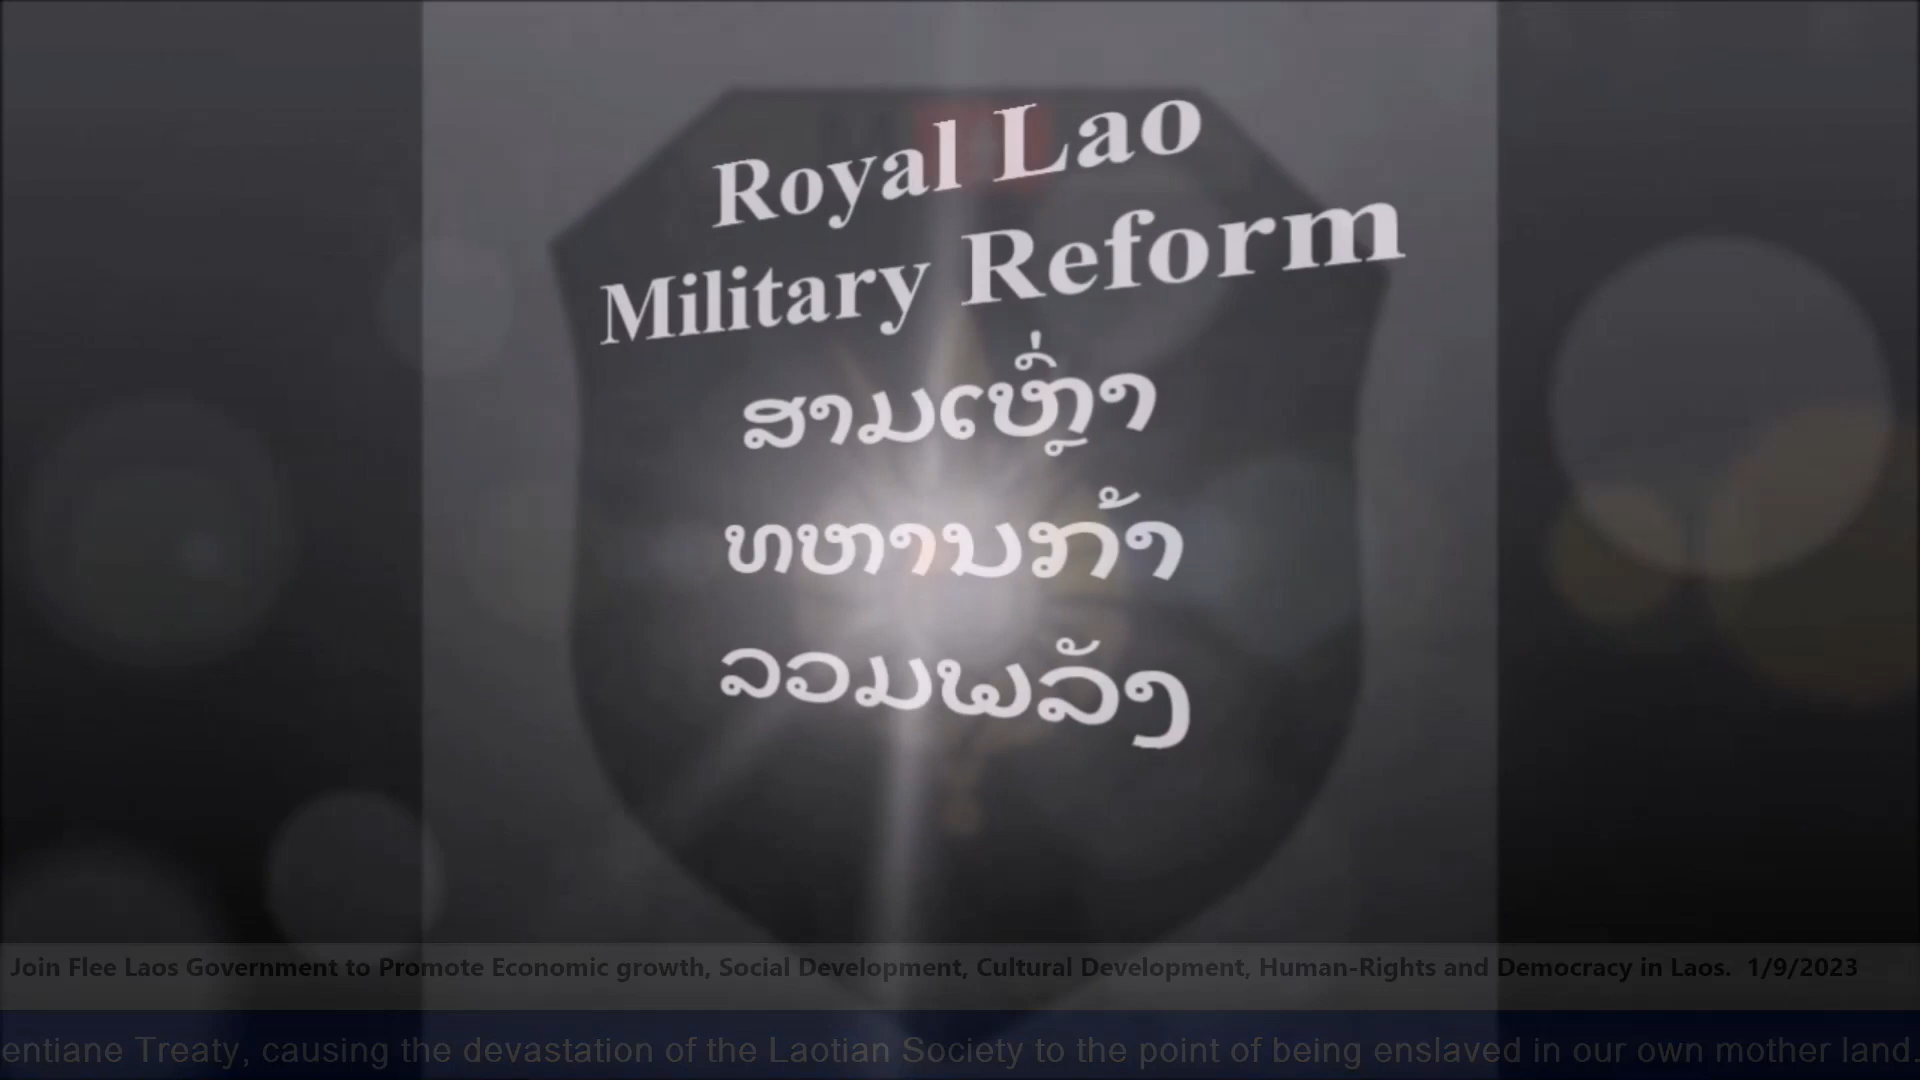 Royal Lao
Military Reform
ສາມເຫຼົ່າ
ທຫານກ້າ
ລວມພລັງ
Join Flee Laos Government to Promote Economic growth, Social Development, Cultural Development, Human-Rights and Democracy in Laos. 1/9/2023
entiane Treaty, causing the devastation of the Laotian Society to the point of being enslaved in our own mother land.